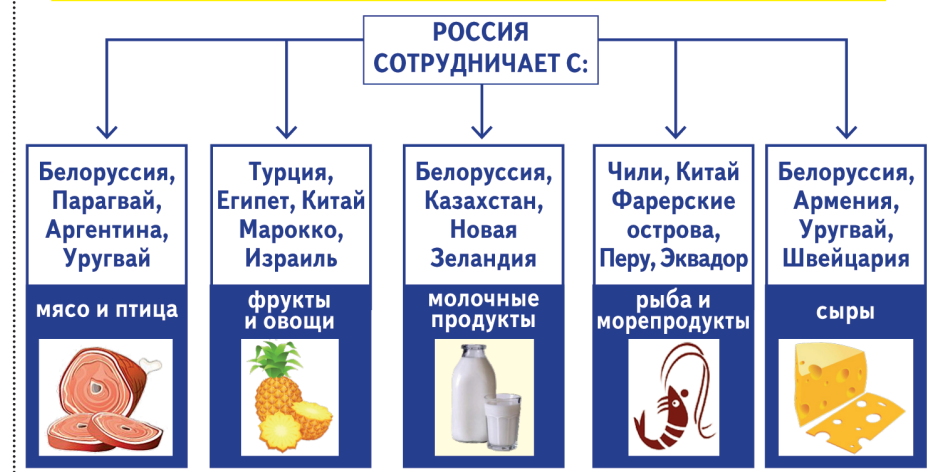 РОССИЯ
СОТРУДНИЧАЕТ С:
Белоруссия,
Парагвай,
Аргентина,
Уругвай
мясо и птица
Турция,
Египет, Китай
Марокко,
Израиль
фрукты
и овощи
Белоруссия,
Казахстан,
Новая
Зеландия
молочные
продукты
Чили, Китай
Фарерские
острова,
Перу, Эквадор
рыба и
морепродукты
Белоруссия,
Армения,
Уругвай,
Швейцария
сыры